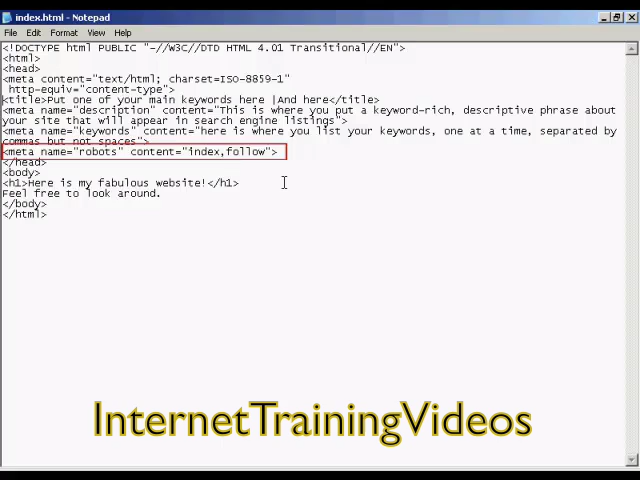 index.html - Notepad
File Edit Format View Help
<!DOCTYPE html PUBLIC "-//W3C//DTD HTML 4.01 Transitional//EN">
<html>
<head>
<meta content="text/html; charset=ISO-8859-1"
http-equiv="content-type">
<title>Put one of your main keywords here |And here</title>
<meta name="description" content="This is where you put a keyword-rich, descriptive phrase about
your site that will appear in search engine listings">
<meta name="keywords" content="here is where you list your keywords, one at a time, separated by
commas but not spaces">
<meta name="robots" content="index,follow">
</head>
<body>
<h1>Here is my fabulous website!</h1>
Feel free to look around.
</body>
</html>
InternetTrainingVideos